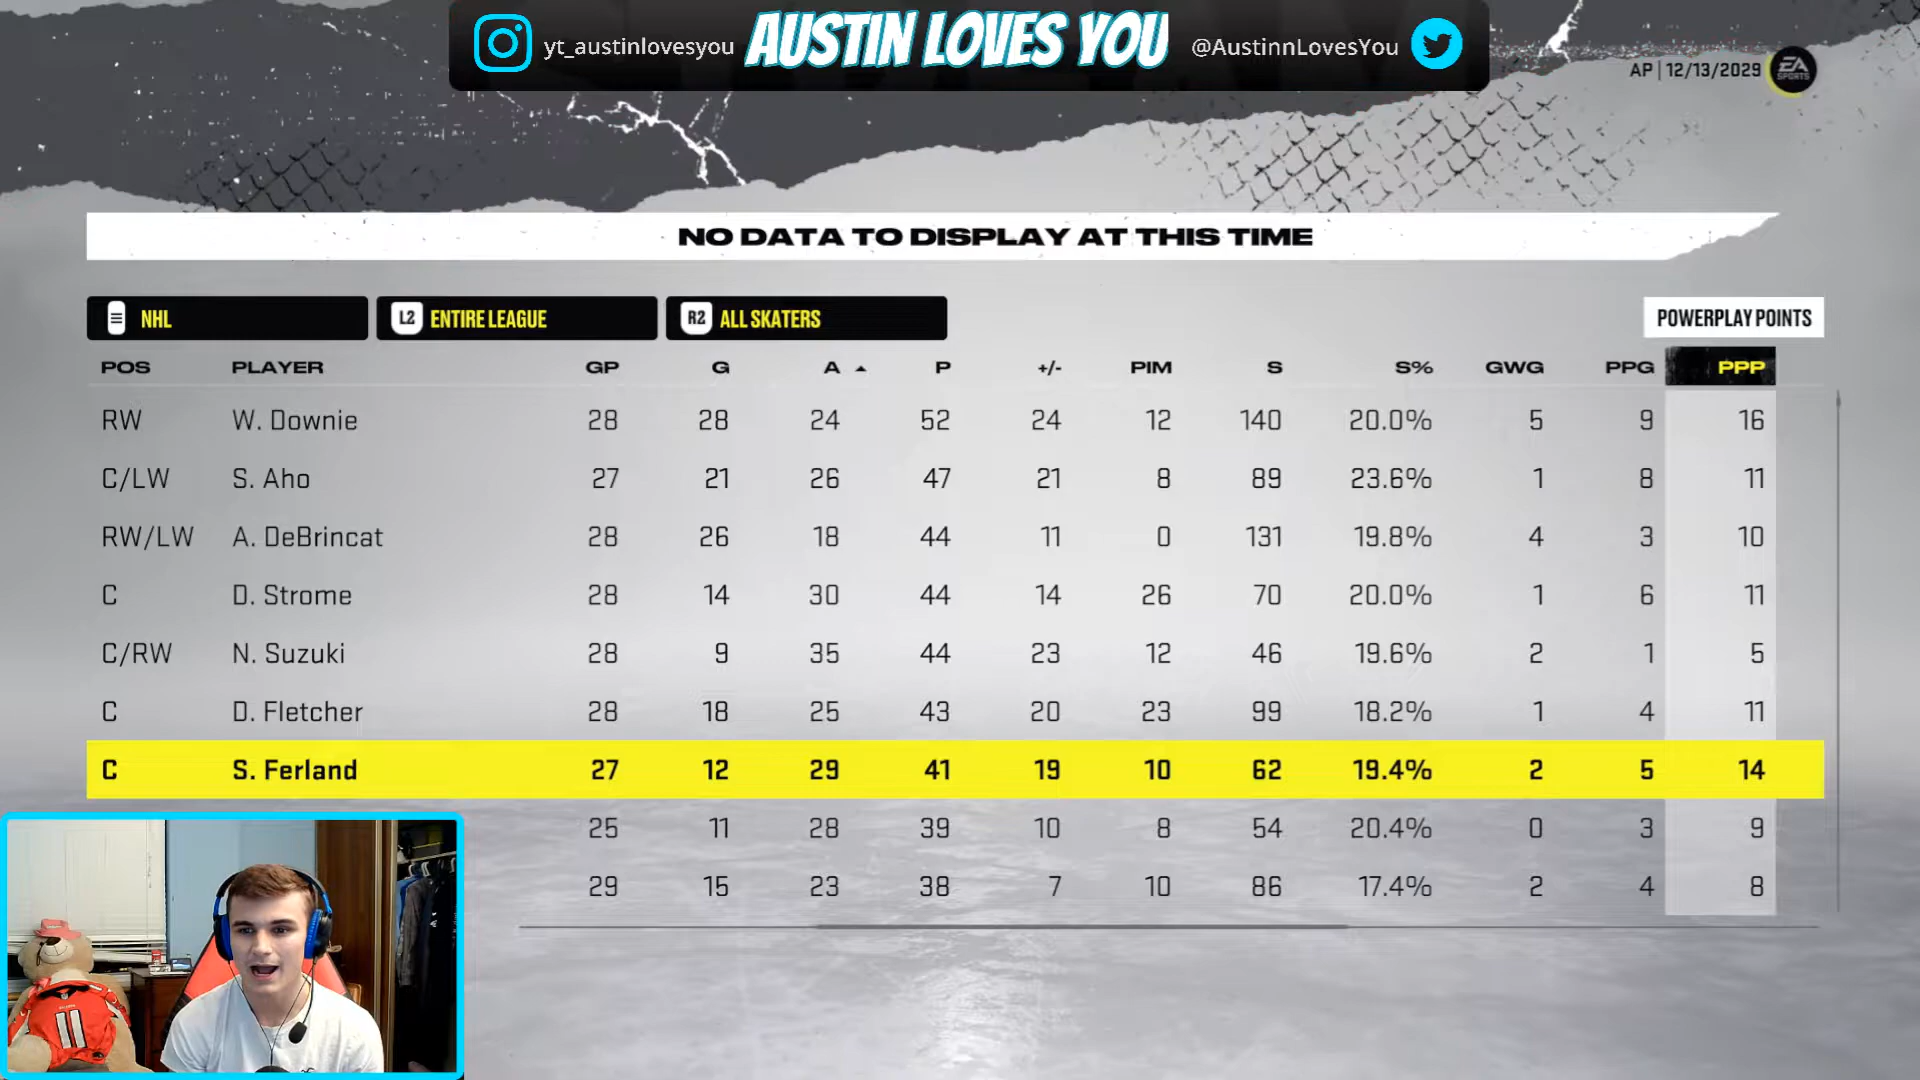 yt_austinlovesyou AUSTIN LOVES YOU @AustinnLovesYou
AP | 12/13/2029 EA SPORTS
NO DATA TO DISPLAY AT THIS TIME
NHL L2 ENTIRE LEAGUE R2 ALL SKATERS POWERPLAY POINTS
POS PLAYER GP G A P +/- PIM S S% GWG PPG PPP
RW W. Downie 28 28 24 52 24 12 140 20.0% 5 9 16
C/LW S. Aho 27 21 26 47 21 8 89 23.6% 1 8 11
RW/LW A. DeBrincat 28 26 18 44 11 0 131 19.8% 4 3 10
C D. Strome 28 14 30 44 14 26 70 20.0% 1 6 11
C/RW N. Suzuki 28 9 35 44 23 12 46 19.6% 2 1 5
C D. Fletcher 28 18 25 43 20 23 99 18.2% 1 4 11
C S. Ferland 27 12 29 41 19 10 62 19.4% 2 5 14
25 11 28 39 10 8 54 20.4% 0 3 9
29 15 23 38 7 10 86 17.4% 2 4 8
11